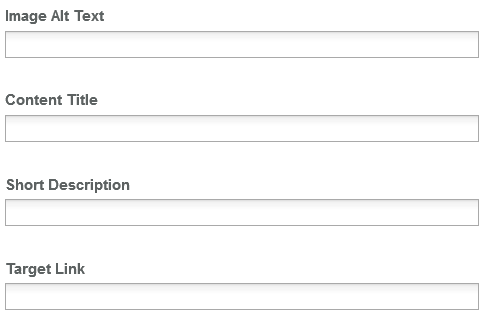 Image Alt Text
Content Title
Short Description
Target Link